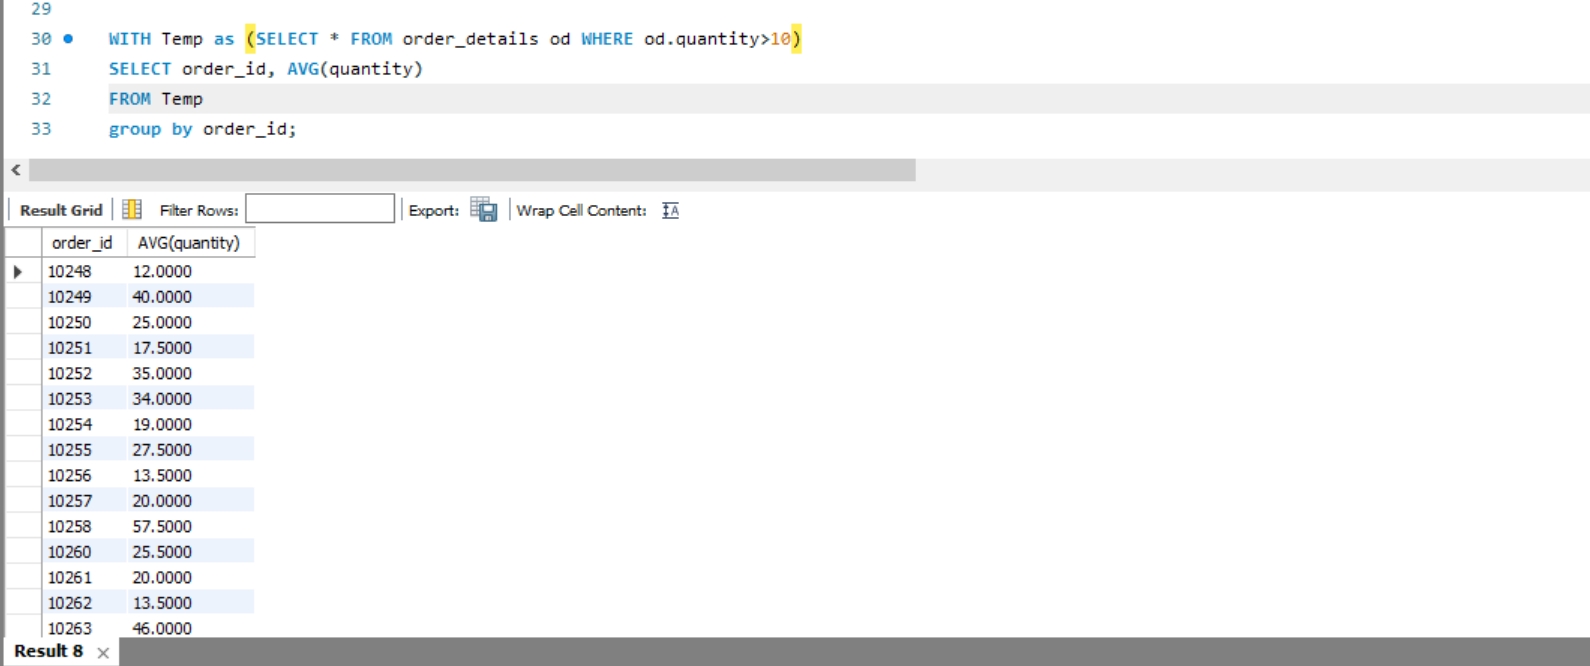 29
30 WITH Temp as (SELECT * FROM order_details od WHERE od.quantity>10)
31 SELECT order_id, AVG(quantity)
32 FROM Temp
33 group by order_id;
Result Grid Filter Rows: Export: Wrap Cell Content: IA
order_id AVG(quantity)
10248 12.0000
10249 40.0000
10250 25.0000
10251 17.5000
10252 35.0000
10253 34.0000
10254 19.0000
10255 27.5000
10256 13.5000
10257 20.0000
10258 57.5000
10260 25.5000
10261 20.0000
10262 13.5000
10263 46.0000
Result 8 ×